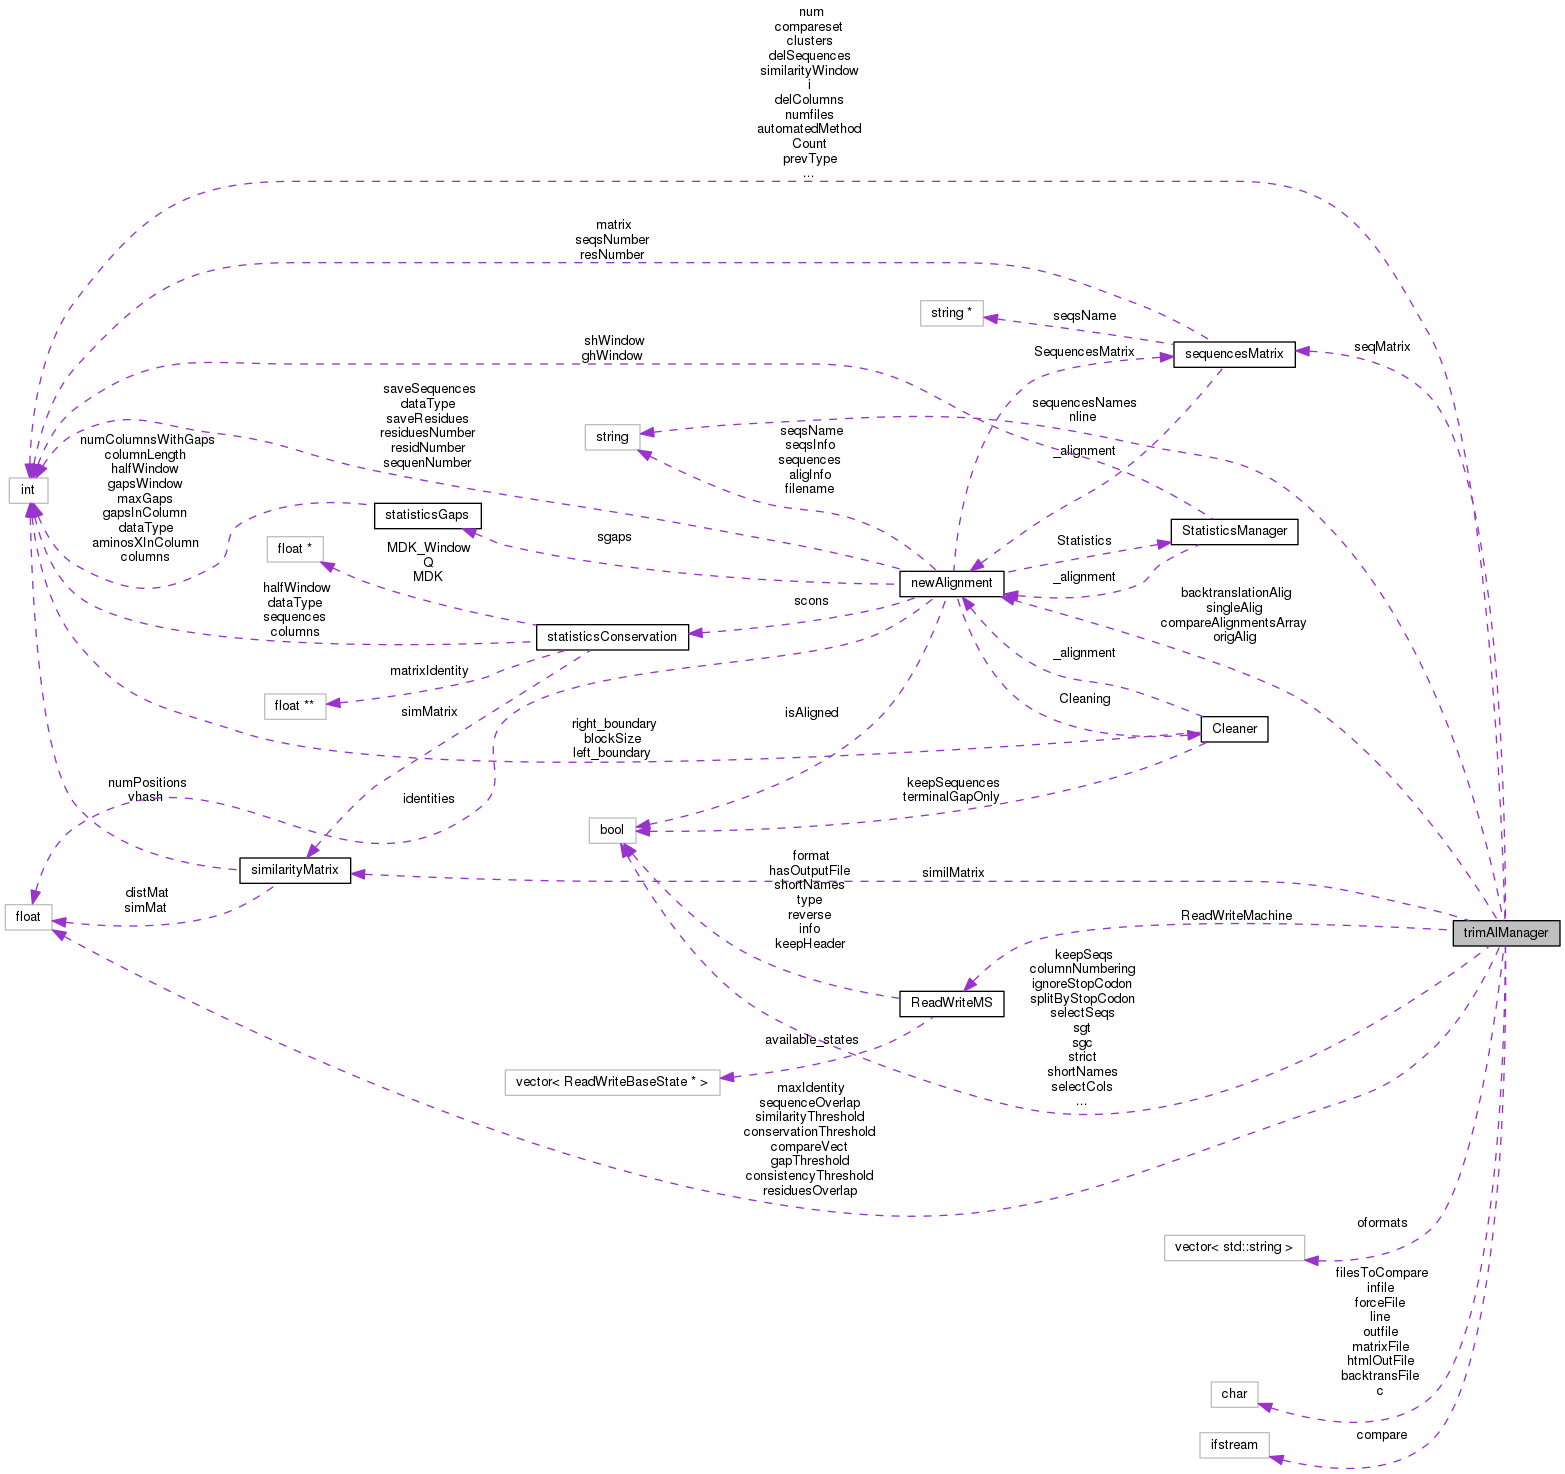 num
compareset
clusters
delSequences
similarityWindow
i
delColumns
numfiles
automatedMethod
Count
prevType
...
matrix
seqsNumber
resNumber
string *
seqsName
shWindow
ghWindow
SequencesMatrix
sequencesMatrix
seqMatrix
saveSequences
dataType
saveResidues
residuesNumber
residNumber
sequenNumber
sequencesNames
nline
string
seqsName
seqsInfo
sequences
aligInfo
filename
_alignment
numColumnsWithGaps
columnLength
halfWindow
gapsWindow
maxGaps
gapsInColumn
dataType
aminosXInColumn
columns
int
statisticsGaps
sgaps
StatisticsManager
Statistics
float *
MDK_Window
Q
MDK
newAlignment
_alignment
backtranslationAlig
singleAlig
compareAlignmentsArray
origAlig
halfWindow
dataType
sequences
columns
scons
statisticsConservation
matrixIdentity
_alignment
float **
simMatrix
Cleaning
isAligned
right_boundary
blockSize
left_boundary
Cleaner
numPositions
vhash
identities
keepSequences
terminalGapOnly
bool
similarityMatrix
format
hasOutputFile
shortNames
type
reverse
info
keepHeader
similMatrix
distMat
simMat
float
ReadWriteMachine
trimAlManager
keepSeqs
columnNumbering
ignoreStopCodon
splitByStopCodon
selectSeqs
sgt
sgc
strict
shortNames
selectCols
...
ReadWriteMS
available_states
vector< ReadWriteBaseState * >
maxIdentity
sequenceOverlap
similarityThreshold
conservationThreshold
compareVect
gapThreshold
consistencyThreshold
residuesOverlap
oformats
vector< std::string >
filesToCompare
infile
forceFile
line
outfile
matrixFile
htmlOutFile
backtransFile
c
char
compare
ifstream